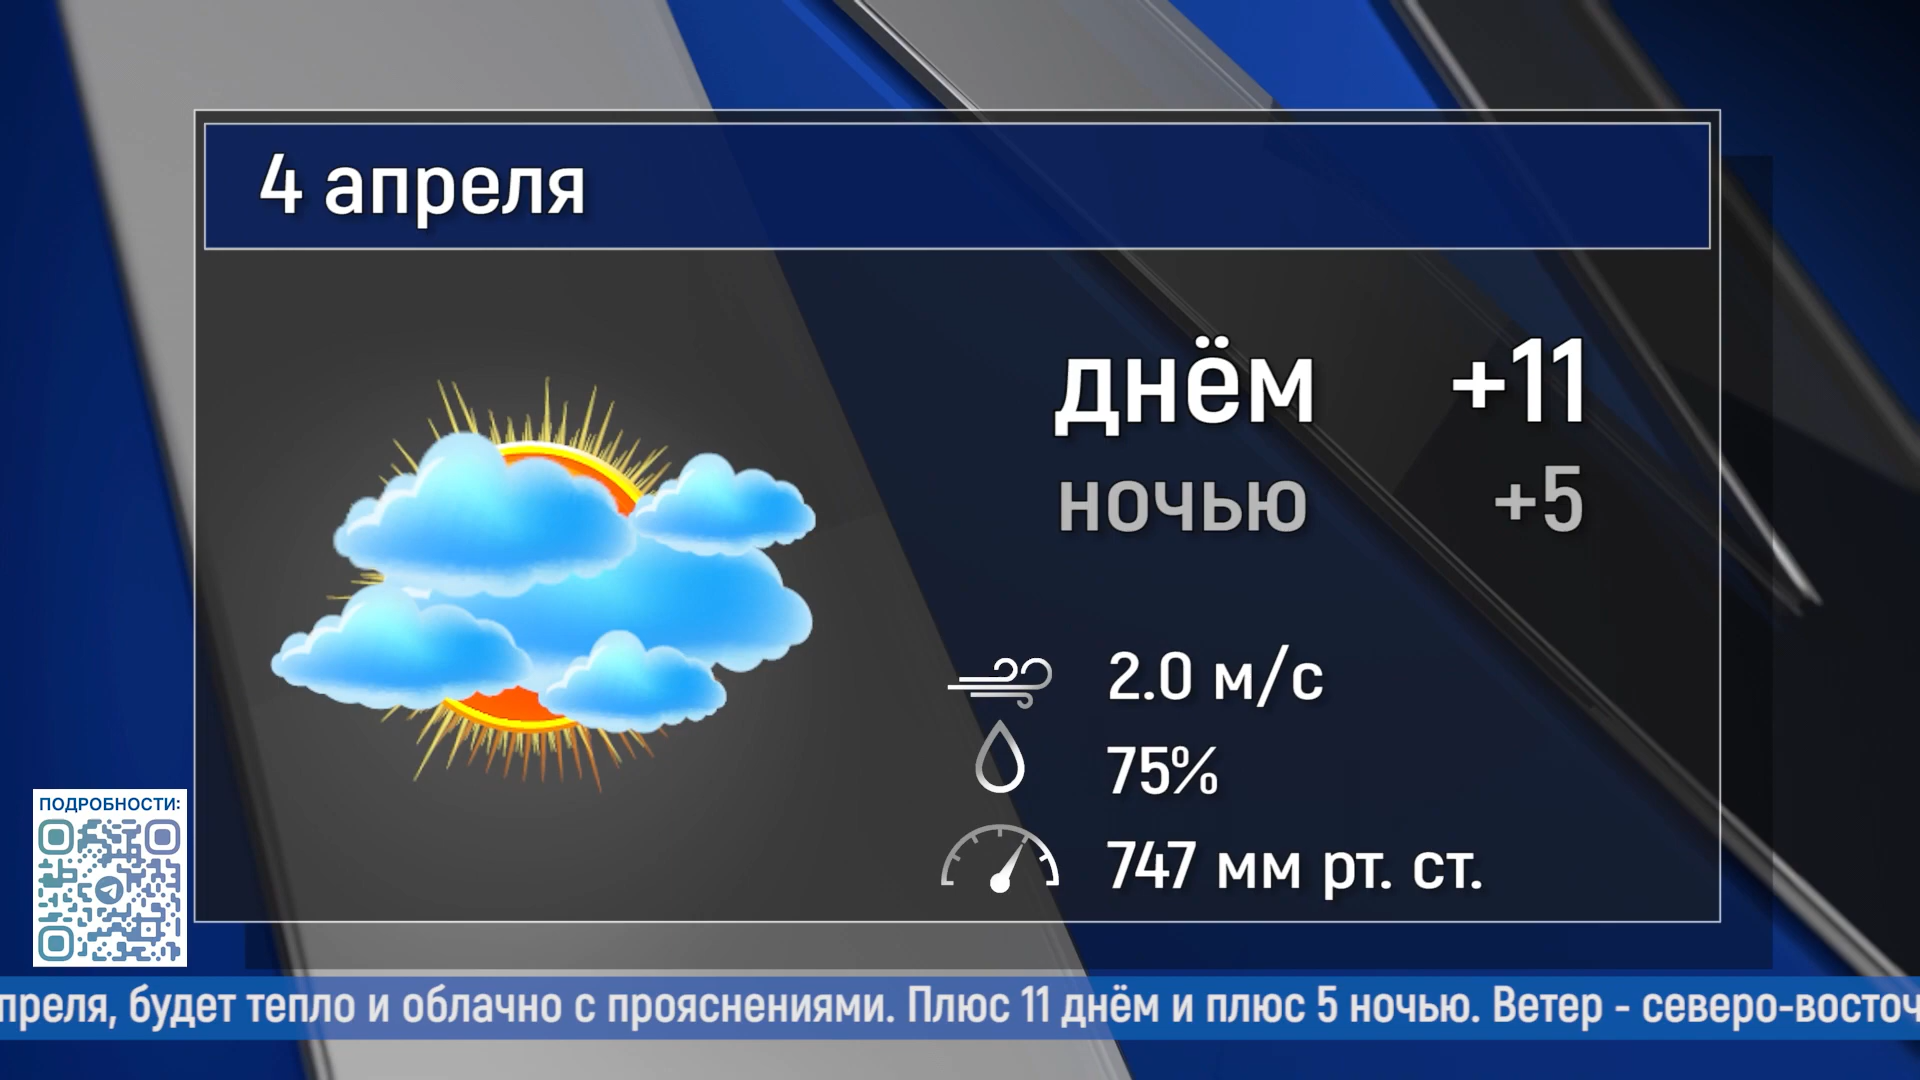 4 апреля
днём +11
ночью +5
2.0 м/с
75%
747 мм рт. ст.
ПОДРОБНОСТИ:
преля, будет тепло и облачно с прояснениями. Плюс 11 днём и плюс 5 ночью. Ветер - северо-восточ